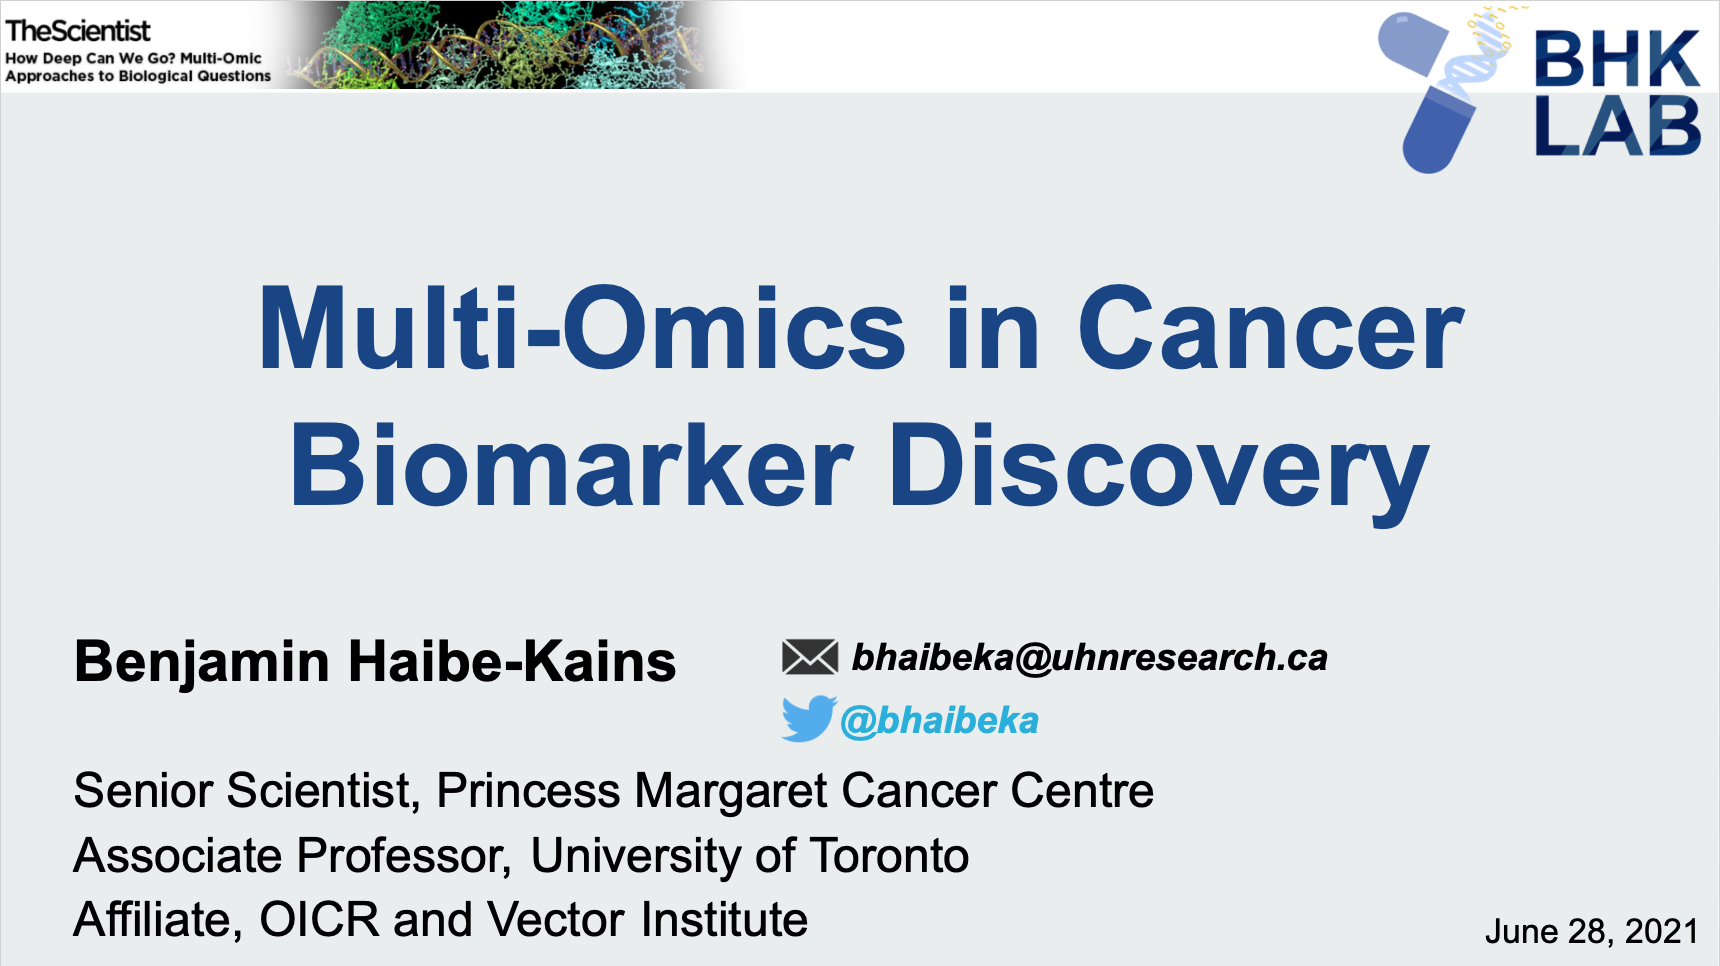 TheScientist
How Deep Can We Go? Multi-Omic
Approaches to Biological Questions
BHK
LAB
Multi-Omics in Cancer
Biomarker Discovery
Benjamin Haibe-Kains
bhaibeka@uhnresearch.ca
@bhaibeka
Senior Scientist, Princess Margaret Cancer Centre
Associate Professor, University of Toronto
Affiliate, OICR and Vector Institute
June 28, 2021